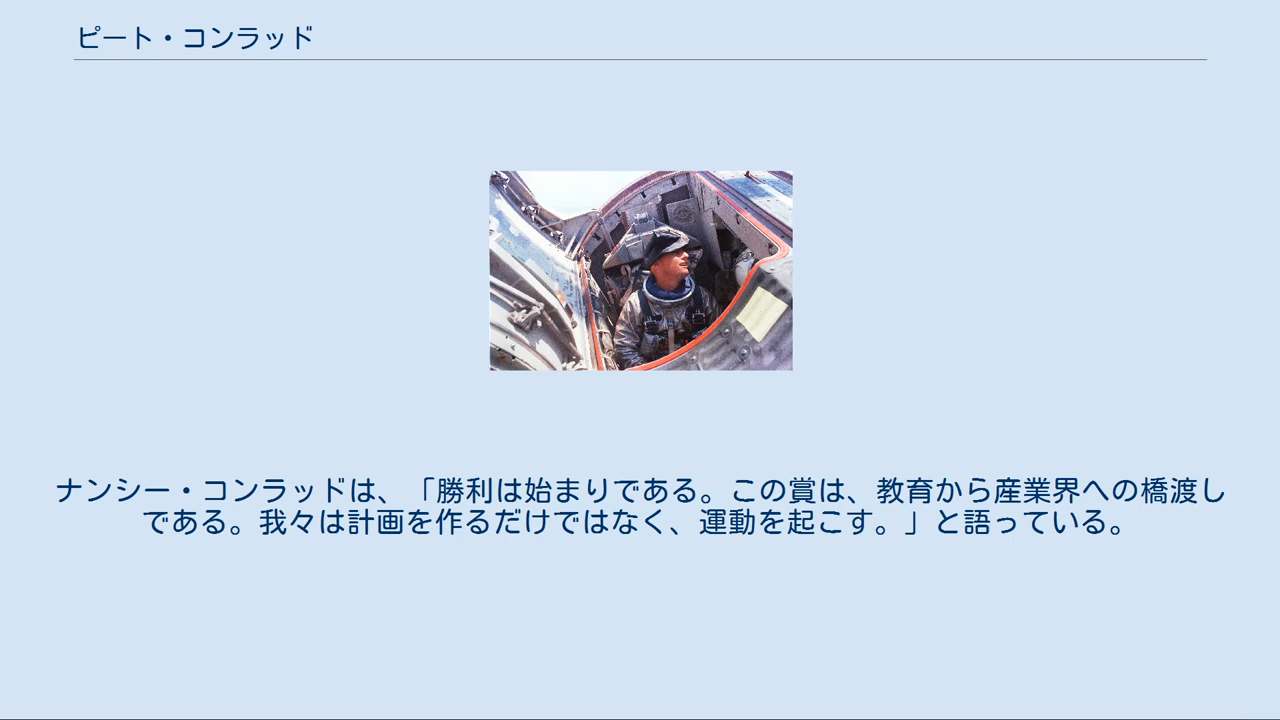 ピート・コンラッド
ナンシー・コンラッドは、「勝利は始まりである。この賞は、教育から産業界への橋渡し
である。我々は計画を作るだけではなく、運動を起こす。」と語っている。